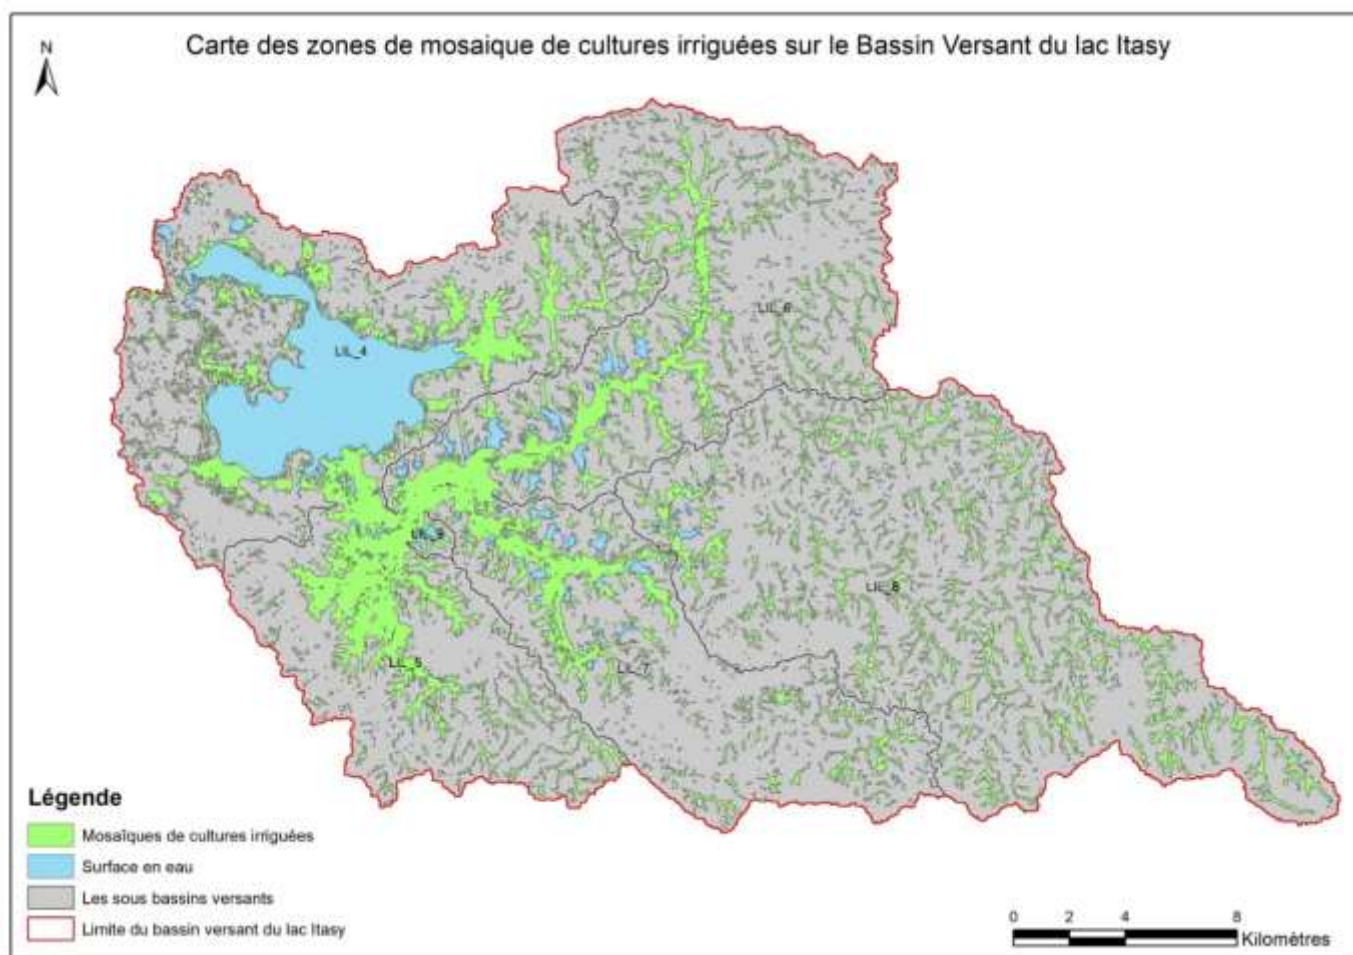 Carte des zones de mosaique de cultures irriguées sur le Bassin Versant du lac Itasy
N
LIL_6
LIL_4
LIL_9
LIL_8
LIL_5
LIL_7
Légende
Mosaïques de cultures irriguées
Surface en eau
Les sous bassins versants
Limite du bassin versant du lac Itasy
0 2 4 8
Kilomètres